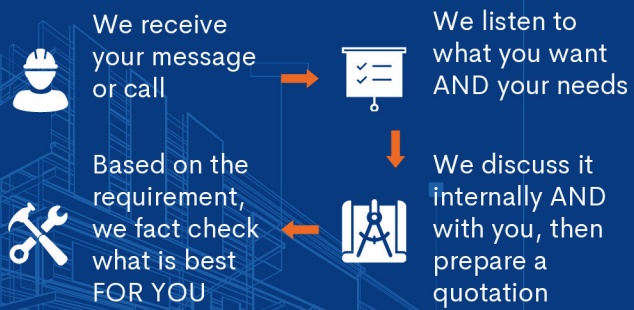 We receive
your message
or call
We listen to
what you want
AND your needs
We discuss it
internally AND
with you, then
prepare a
quotation
Based on the
requirement,
we fact check
what is best
FOR YOU